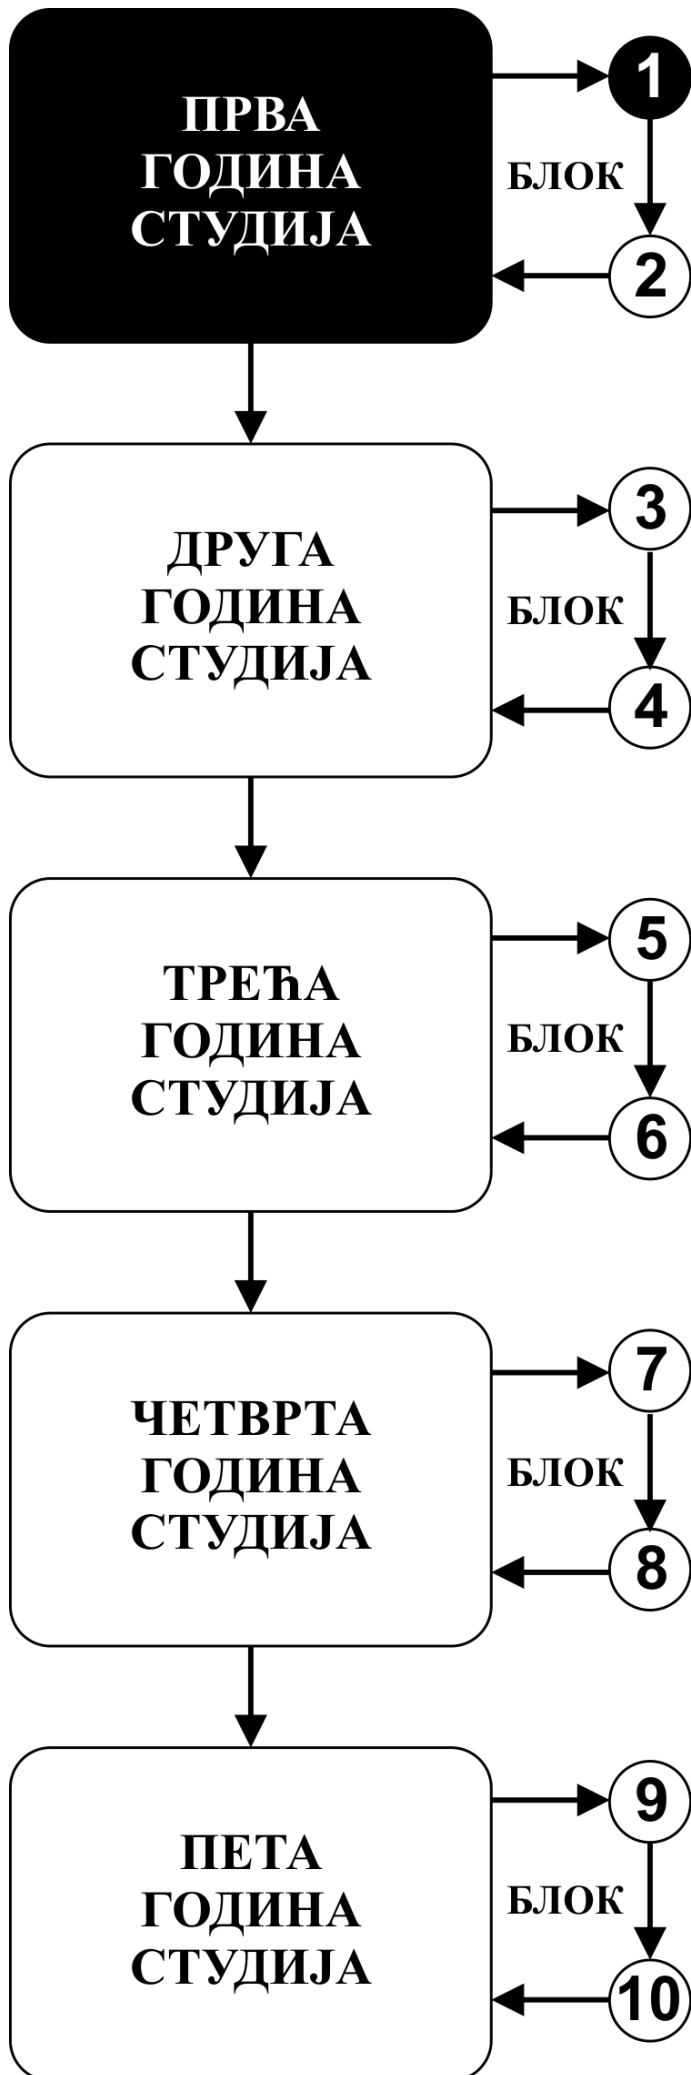 ПРВА
ГОДИНА
СТУДИЈА
1
БЛОК
2
ДРУГА
ГОДИНА
СТУДИЈА
3
БЛОК
4
ТРЕЋА
ГОДИНА
СТУДИЈА
5
БЛОК
6
ЧЕТВРТА
ГОДИНА
СТУДИЈА
7
БЛОК
8
ПЕТА
ГОДИНА
СТУДИЈА
9
БЛОК
10